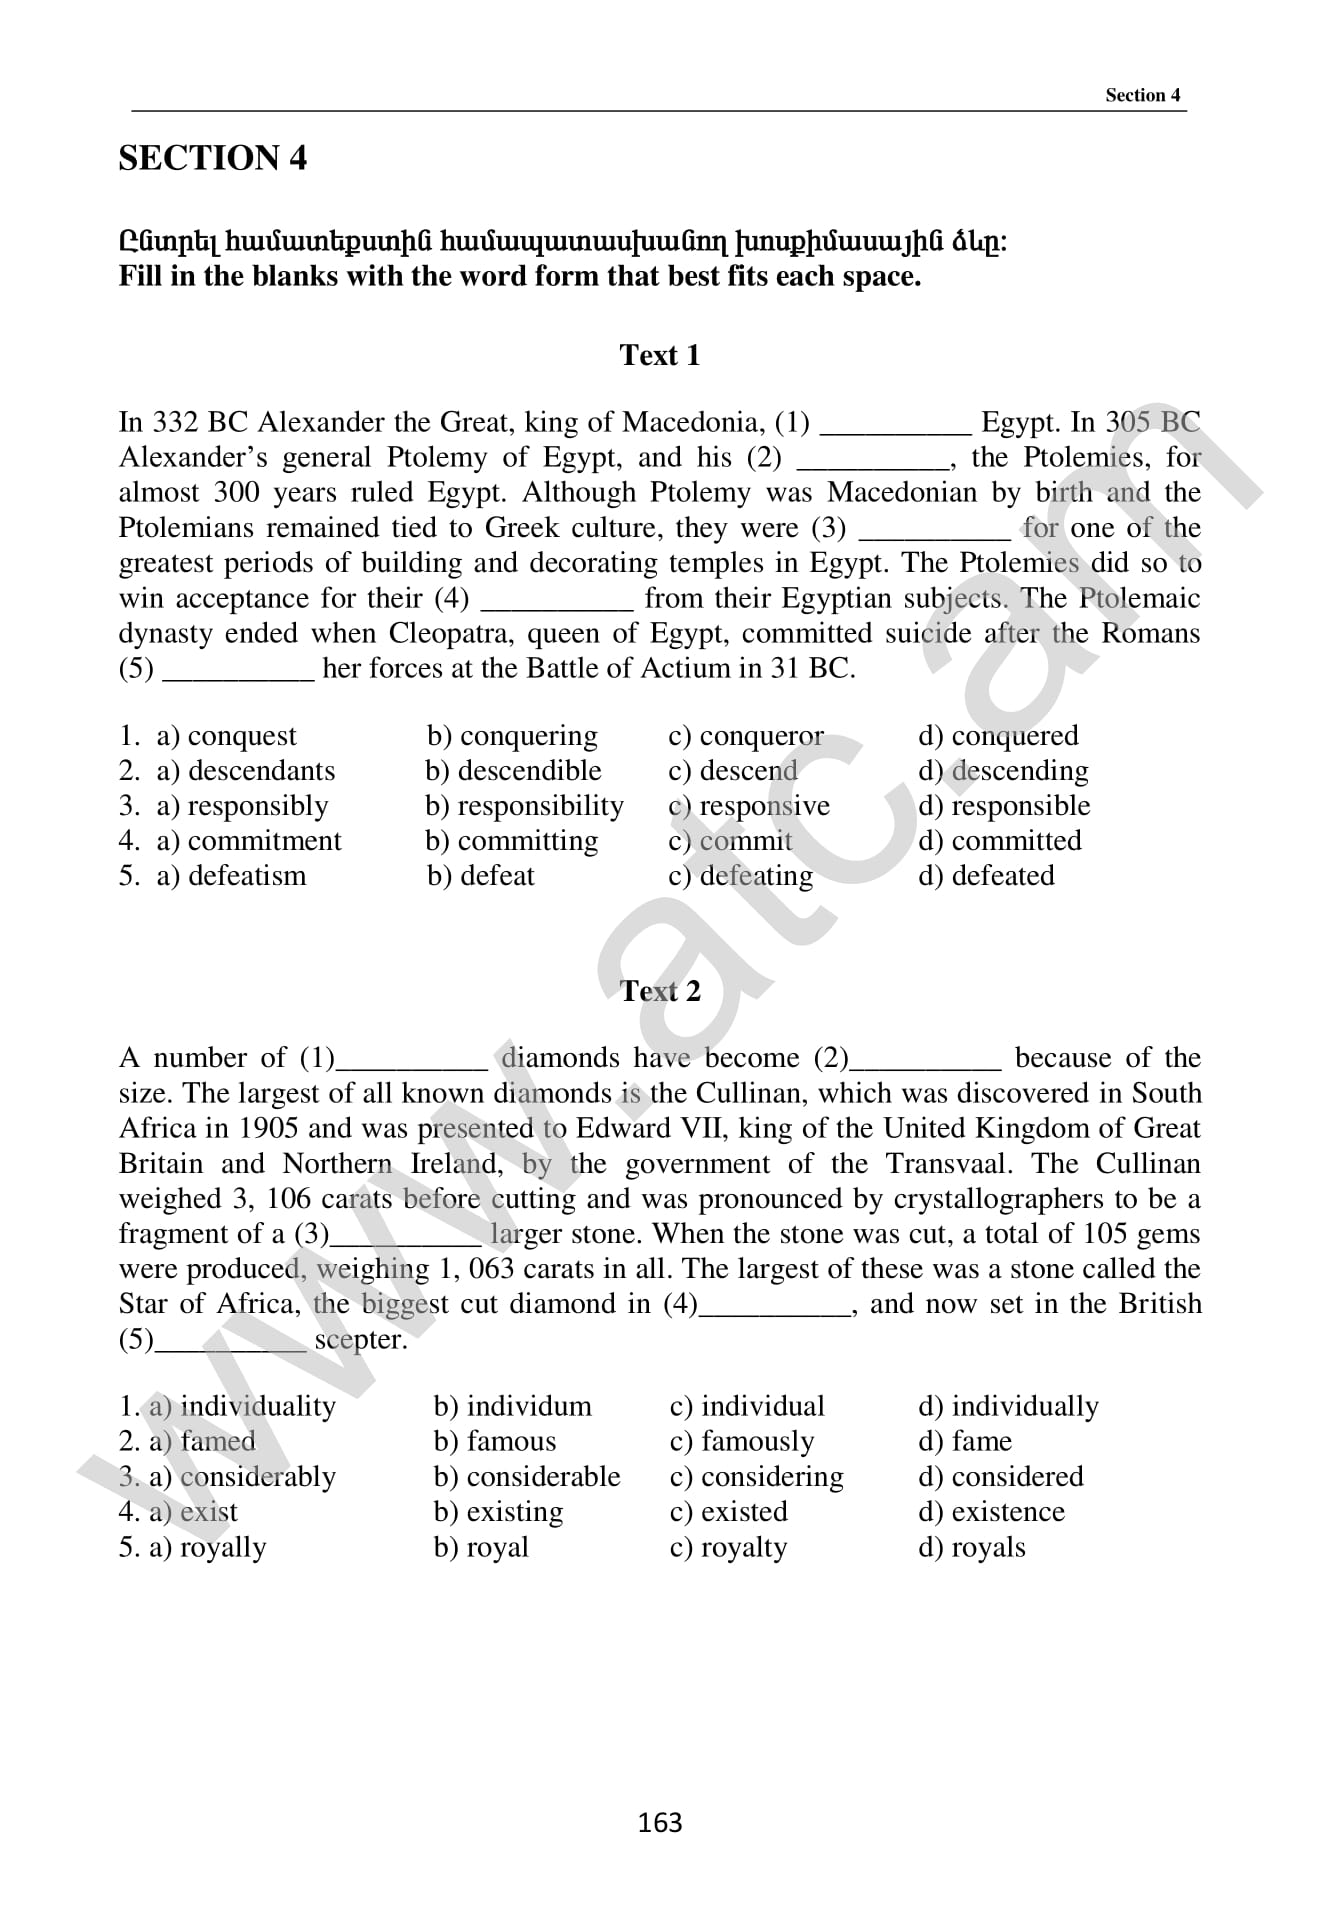 Section 4
SECTION 4
Ընտրել համատեքստին համապատասխանող խոսքիմասային ձևը:
Fill in the blanks with the word form that best fits each space.
Text 1
In 332 BC Alexander the Great, king of Macedonia, (1) __________ Egypt. In 305 BC
Alexander’s general Ptolemy of Egypt, and his (2) __________, the Ptolemies, for
almost 300 years ruled Egypt. Although Ptolemy was Macedonian by birth and the
Ptolemians remained tied to Greek culture, they were (3) __________ for one of the
greatest periods of building and decorating temples in Egypt. The Ptolemies did so to
win acceptance for their (4) __________ from their Egyptian subjects. The Ptolemaic
dynasty ended when Cleopatra, queen of Egypt, committed suicide after the Romans
(5) __________ her forces at the Battle of Actium in 31 BC.
1. a) conquest b) conquering c) conqueror d) conquered
2. a) descendants b) descendible c) descend d) descending
3. a) responsibly b) responsibility c) responsive d) responsible
4. a) commitment b) committing c) commit d) committed
5. a) defeatism b) defeat c) defeating d) defeated
Text 2
A number of (1)__________ diamonds have become (2)__________ because of the
size. The largest of all known diamonds is the Cullinan, which was discovered in South
Africa in 1905 and was presented to Edward VII, king of the United Kingdom of Great
Britain and Northern Ireland, by the government of the Transvaal. The Cullinan
weighed 3, 106 carats before cutting and was pronounced by crystallographers to be a
fragment of a (3)__________ larger stone. When the stone was cut, a total of 105 gems
were produced, weighing 1, 063 carats in all. The largest of these was a stone called the
Star of Africa, the biggest cut diamond in (4)__________, and now set in the British
(5)__________ scepter.
1. a) individuality b) individum c) individual d) individually
2. a) famed b) famous c) famously d) fame
3. a) considerably b) considerable c) considering d) considered
4. a) exist b) existing c) existed d) existence
5. a) royally b) royal c) royalty d) royals
www.atc.am
163